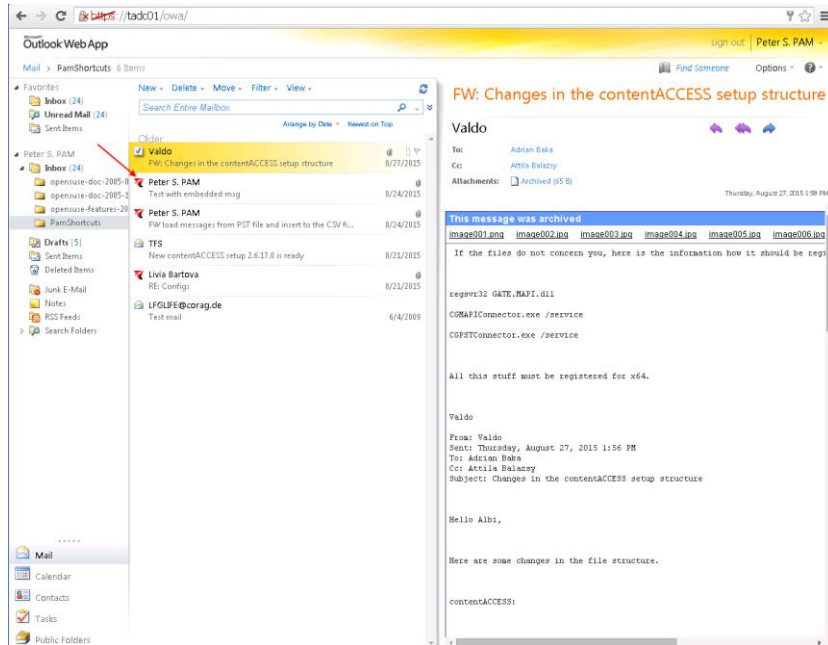 https://tadc01/owa/
Microsoft
Outlook Web App
sign out Peter S. PAM
Mail > PamShortcuts 6 Items
Find Someone Options
Favorites
Inbox (24)
Unread Mail (24)
Sent Items
Peter S. PAM
Inbox (24)
opensuse-doc-2005-0
opensuse-doc-2005-1
opensuse-features-20
PamShortcuts
Drafts [5]
Sent Items
Deleted Items
Junk E-Mail
Notes
RSS Feeds
Search Folders
Mail
Calendar
Contacts
Tasks
Public Folders
New Delete Move Filter View
Search Entire Mailbox
Arrange by Date Newest on Top
Older
Valdo
FW: Changes in the contentACCESS setup structure 8/27/2015
Peter S. PAM
Test with embedded msg 8/24/2015
Peter S. PAM
FW load messages from PST file and insert to the CSV fi... 8/24/2015
TFS
New contentACCESS setup 2.6.17.0 is ready 8/21/2015
Livia Bartova
RE: Configs 8/21/2015
LFGLIFE@corag.de
Test mail 6/4/2009
FW: Changes in the contentACCESS setup structure
Valdo
To: Adrian Baka
Cc: Attila Balazsy
Attachments: Archived (65 B)
Thursday, August 27, 2015 1:58 PM
This message was archived
image001.png image002.jpg image003.jpg image004.jpg image005.jpg image006.jpg
If the files do not concern you, here is the information how it should be regi
regsvr32 GATE.MAPI.dll
CGMAPIConnector.exe /service
CGPSTConnector.exe /service
All this stuff must be registered for x64.
Valdo
From: Valdo
Sent: Thursday, August 27, 2015 1:56 PM
To: Adrian Baka
Cc: Attila Balazsy
Subject: Changes in the contentACCESS setup structure
Hello Albi,
Here are some changes in the file structure.
contentACCESS: